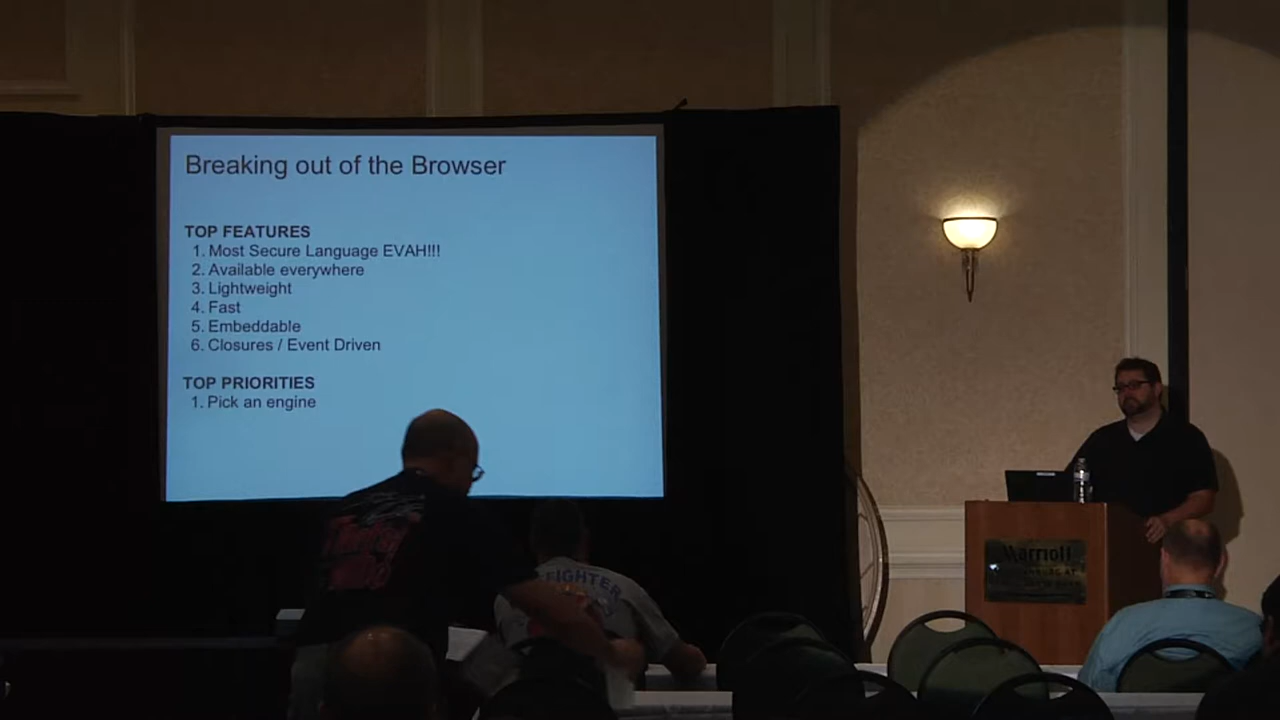 Breaking out of the Browser
TOP FEATURES
1. Most Secure Language EVAH!!!
2. Available everywhere
3. Lightweight
4. Fast
5. Embeddable
6. Closures / Event Driven
TOP PRIORITIES
1. Pick an engine
FIGHTER
Marriott